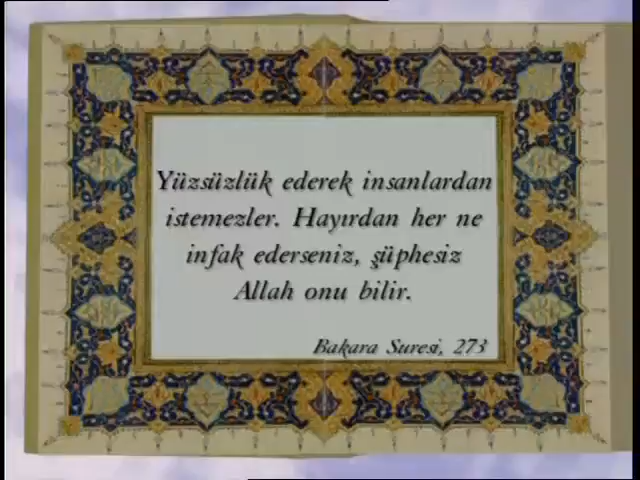 Yüzsüzlük ederek insanlardan
istemezler. Hayırdan her ne
infak ederseniz, şüphesiz
Allah onu bilir.
Bakara Suresi, 273